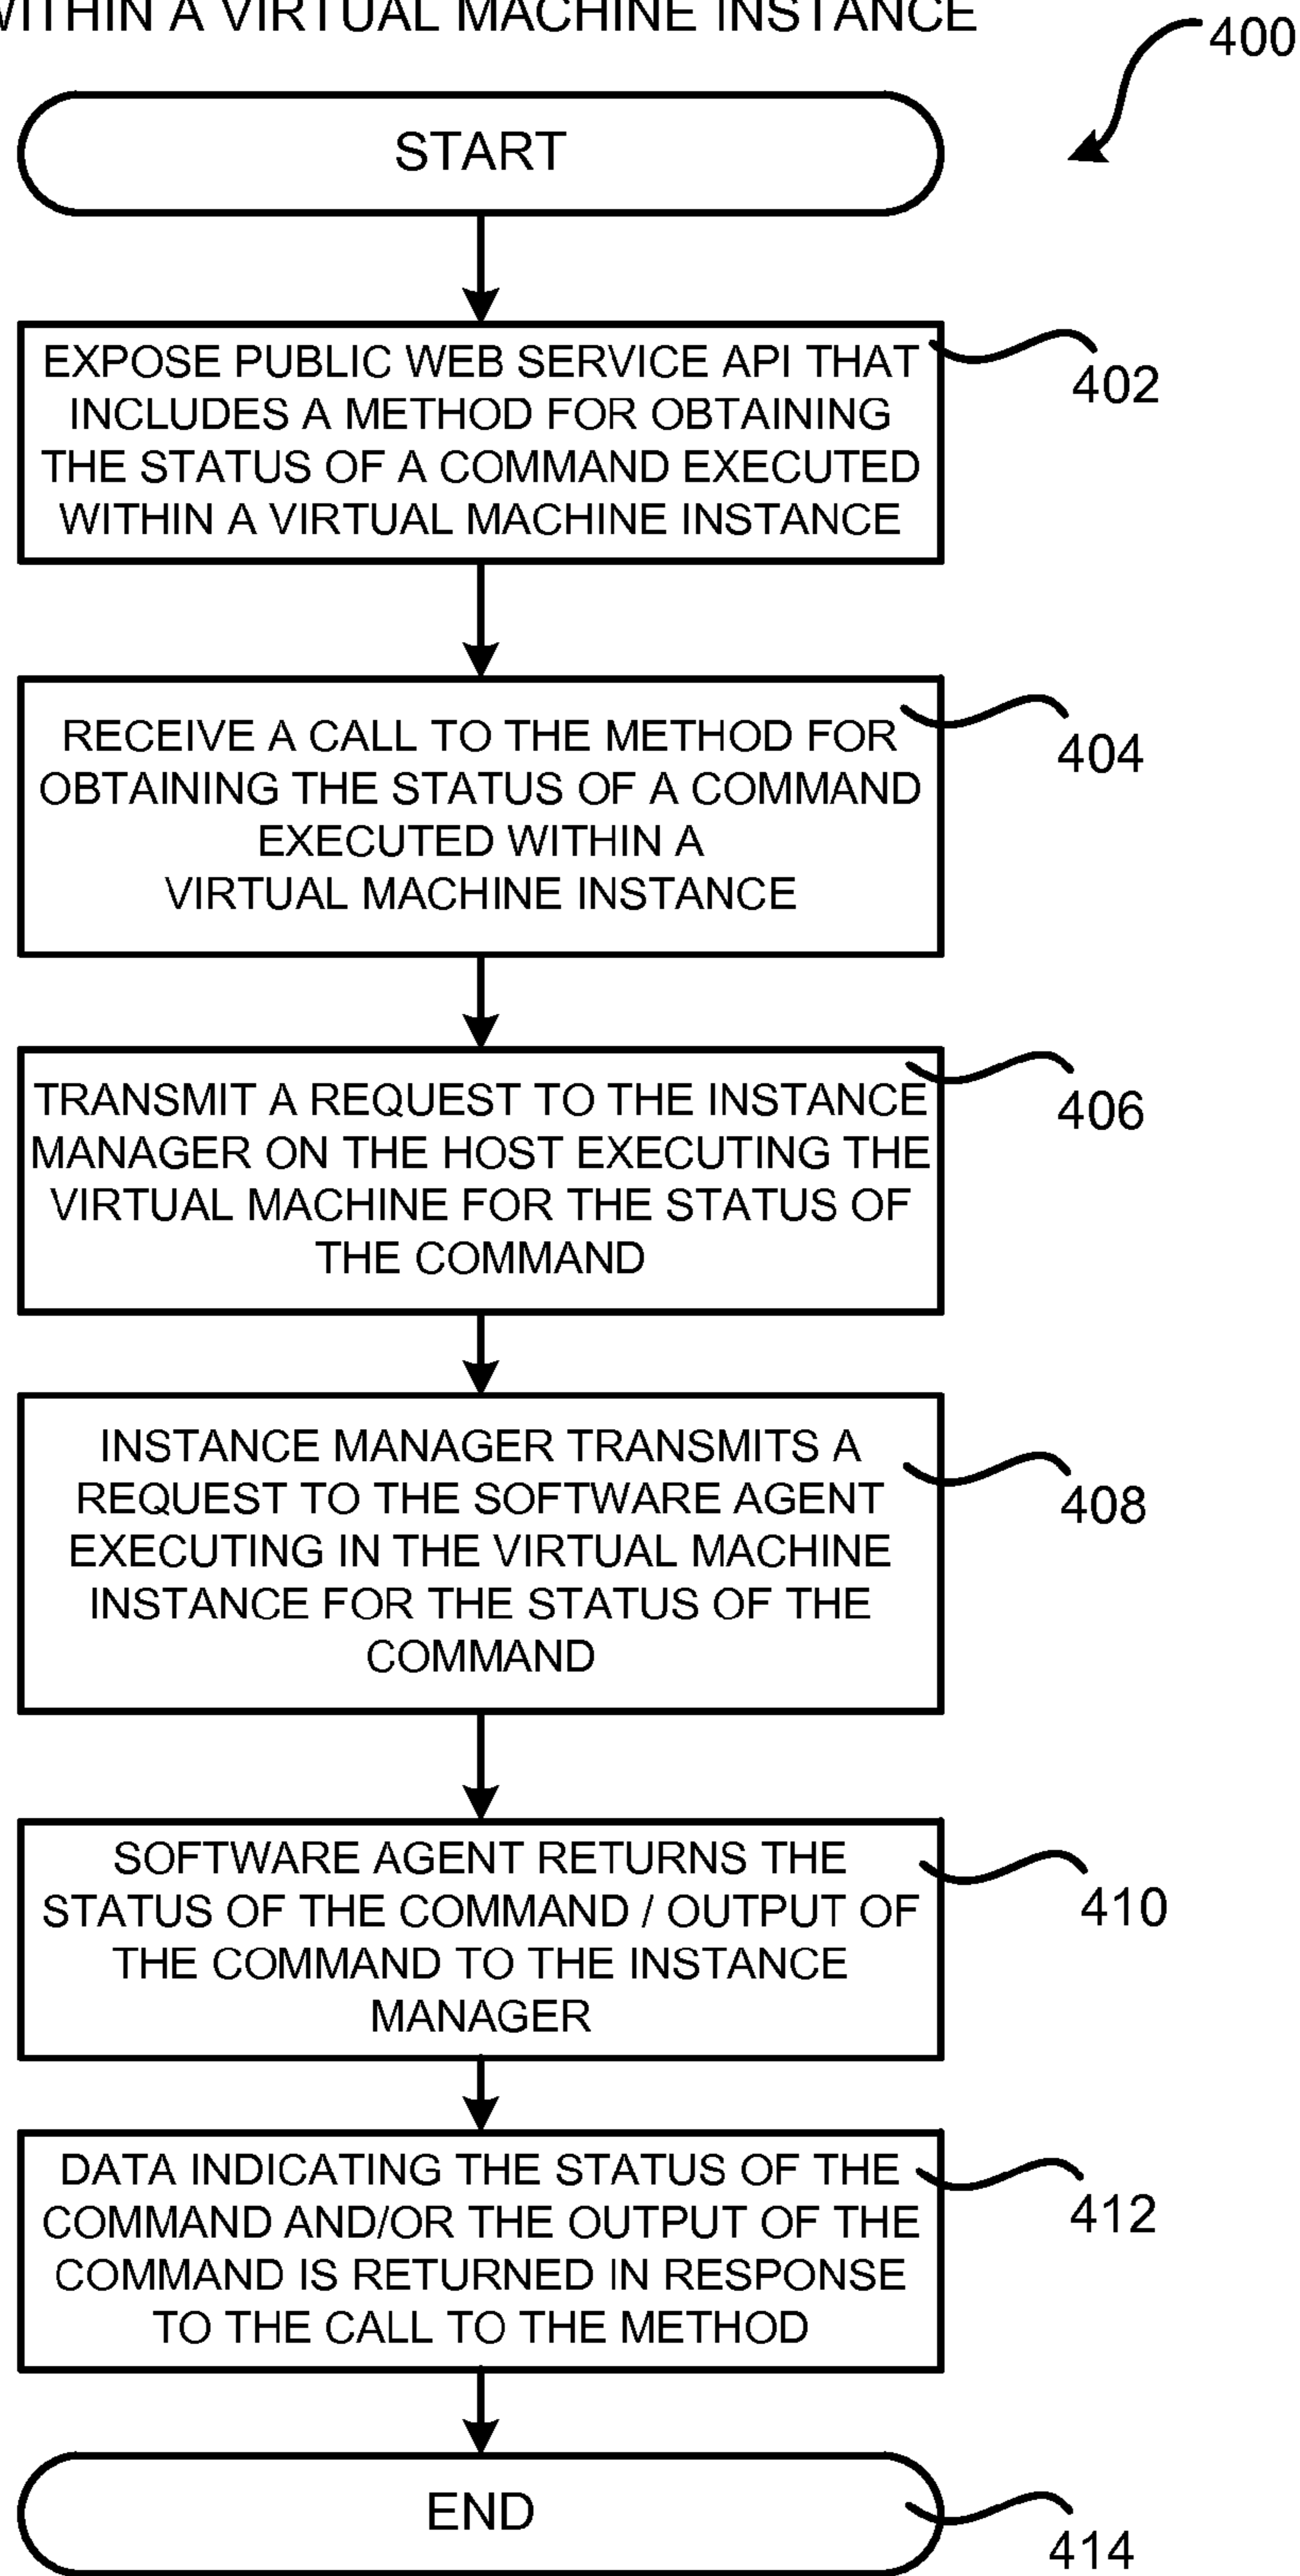 WITHIN A VIRTUAL MACHINE INSTANCE
400
START
EXPOSE PUBLIC WEB SERVICE API THAT
INCLUDES A METHOD FOR OBTAINING
THE STATUS OF A COMMAND EXECUTED
WITHIN A VIRTUAL MACHINE INSTANCE
402
RECEIVE A CALL TO THE METHOD FOR
OBTAINING THE STATUS OF A COMMAND
EXECUTED WITHIN A
VIRTUAL MACHINE INSTANCE
404
TRANSMIT A REQUEST TO THE INSTANCE
MANAGER ON THE HOST EXECUTING THE
VIRTUAL MACHINE FOR THE STATUS OF
THE COMMAND
406
INSTANCE MANAGER TRANSMITS A
REQUEST TO THE SOFTWARE AGENT
EXECUTING IN THE VIRTUAL MACHINE
INSTANCE FOR THE STATUS OF THE
COMMAND
408
SOFTWARE AGENT RETURNS THE
STATUS OF THE COMMAND / OUTPUT OF
THE COMMAND TO THE INSTANCE
MANAGER
410
DATA INDICATING THE STATUS OF THE
COMMAND AND/OR THE OUTPUT OF THE
COMMAND IS RETURNED IN RESPONSE
TO THE CALL TO THE METHOD
412
END
414